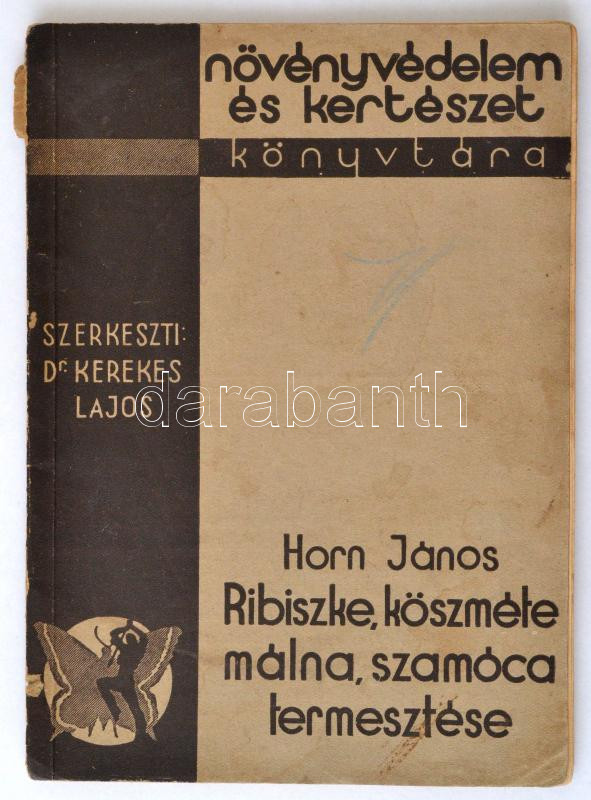 növényvédelem
és kertészet
könyvtára
SZERKESZTI:
Dr. KEREKES
LAJOS
darabanth
Horn János
Ribiszke, köszméte
málna, szamóca
termesztése